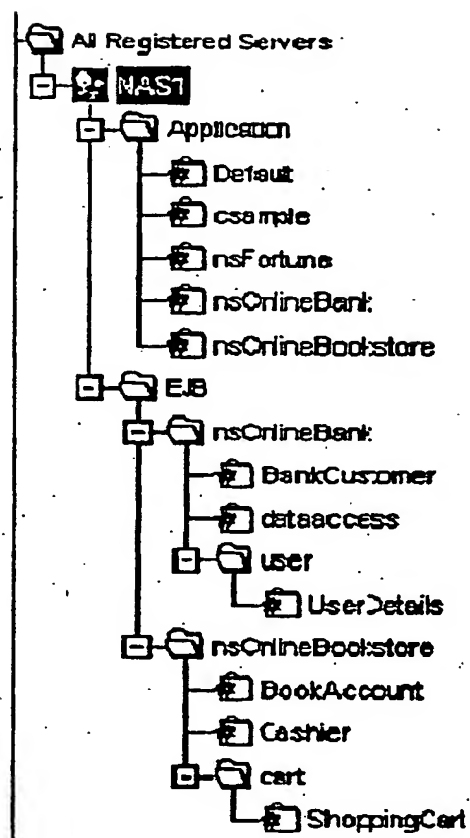 All Registered Servers
NAS1
Application
Default
csample
nsFortune
nsOnlineBank
nsOnlineBookstore
EJB
nsOnlineBank
BankCustomer
dataaccess
user
UserDetails
nsOnlineBookstore
BookAccount
Cashier
cart
ShoppingCart